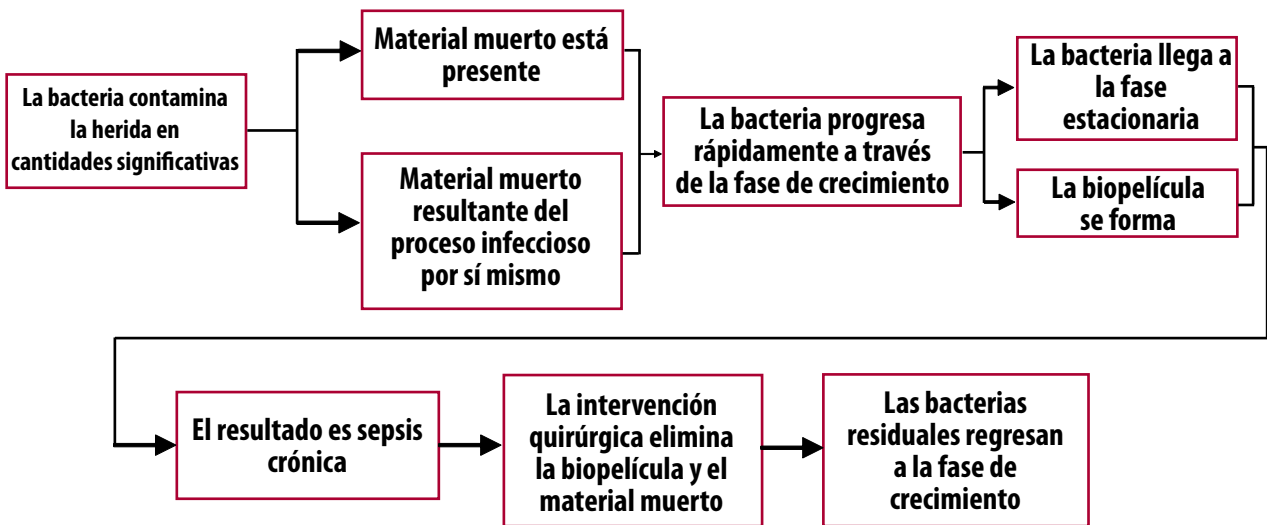 La bacteria contamina
la herida en
cantidades significativas
Material muerto está
presente
Material muerto
resultante del
proceso infeccioso
por sí mismo
La bacteria progresa
rápidamente a través
de la fase de crecimiento
La bacteria llega a
la fase
estacionaria
La biopelícula
se forma
El resultado es sepsis
crónica
La intervención
quirúrgica elimina
la biopelícula y el
material muerto
Las bacterias
residuales regresan
a la fase de
crecimiento